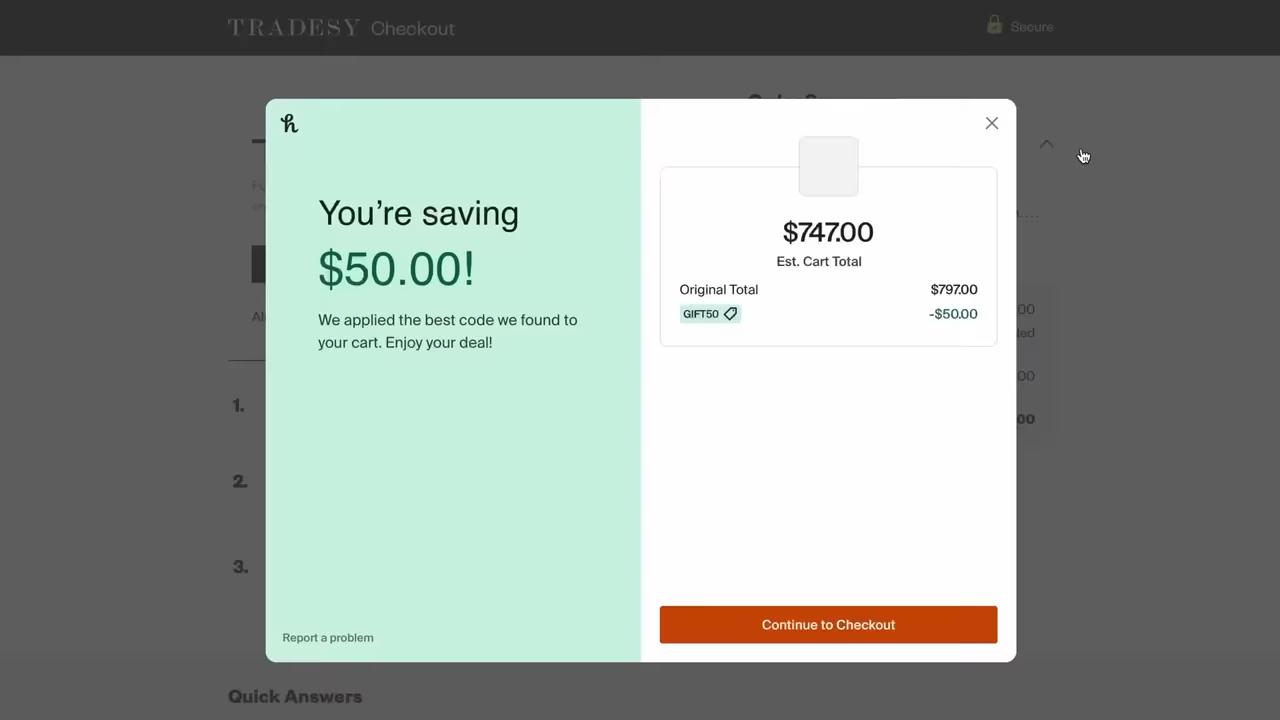 TRADESY Checkout
Secure
You're saving
$50.00!
We applied the best code we found to
your cart. Enjoy your deal!
Report a problem
$747.00
Est. Cart Total
Original Total $797.00
GIFT50 -$50.00
Continue to Checkout
1.
2.
3.
Quick Answers